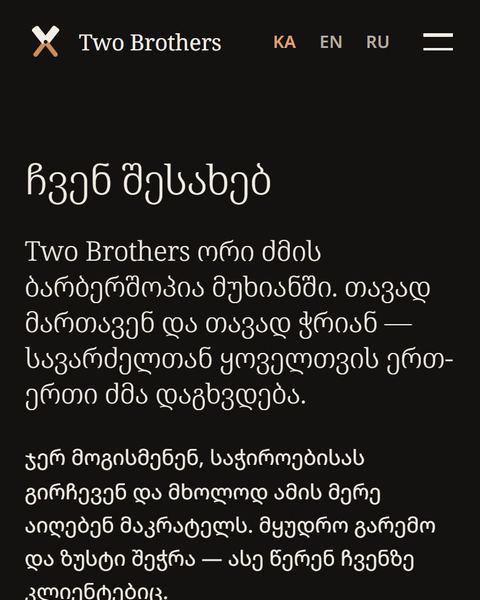 Two Brothers
KA EN RU
ჩვენ შესახებ
Two Brothers ორი ძმის
ბარბერშოპია მუხიანში. თავად
მართავენ და თავად ჭრიან —
სავარძელთან ყოველთვის ერთ-
ერთი ძმა დაგხვდება.
ჯერ მოგისმენენ, საჭიროებისას
გირჩევენ და მხოლოდ ამის მერე
აიღებენ მაკრატელს. მყუდრო გარემო
და ზუსტი შეჭრა — ასე წერენ ჩვენზე
კლიენტებიც.